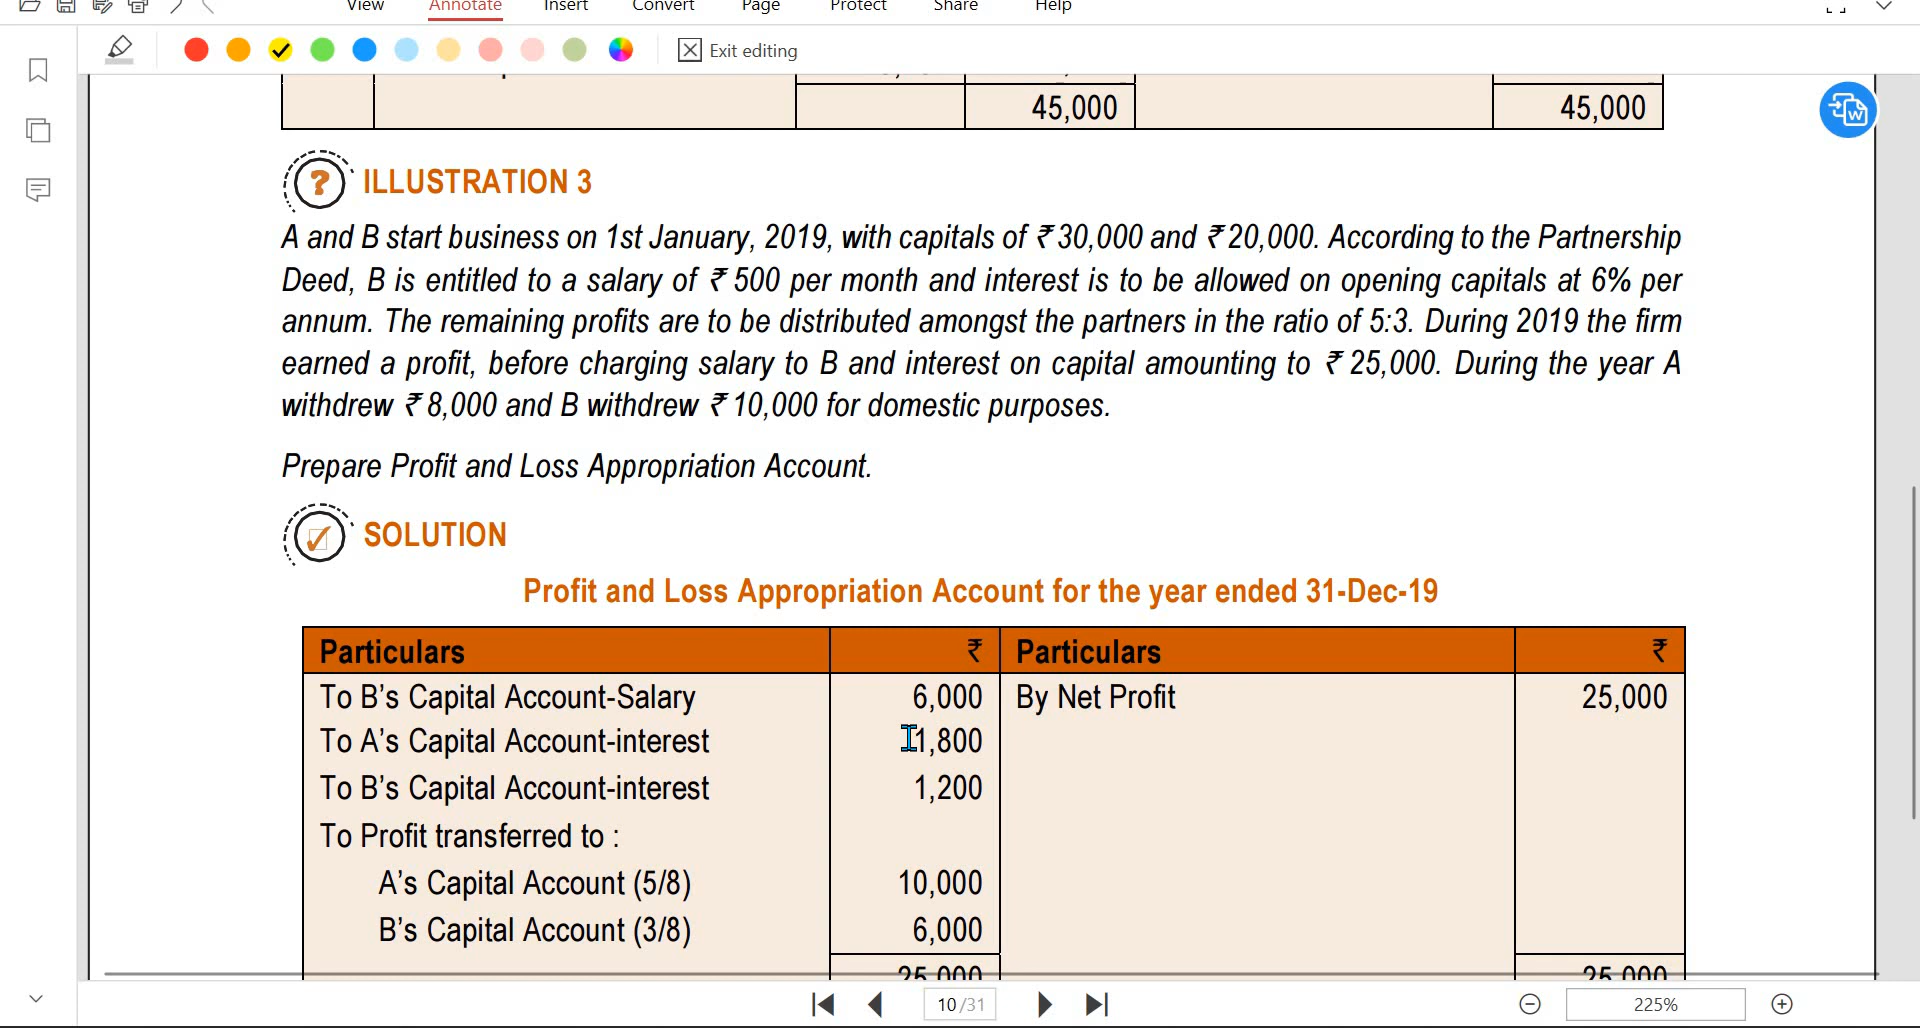 View Annotate Insert Convert Page Protect Share Help
Exit editing
45,000 45,000
ILLUSTRATION 3
A and B start business on 1st January, 2019, with capitals of ₹ 30,000 and ₹ 20,000. According to the Partnership
Deed, B is entitled to a salary of ₹ 500 per month and interest is to be allowed on opening capitals at 6% per
annum. The remaining profits are to be distributed amongst the partners in the ratio of 5:3. During 2019 the firm
earned a profit, before charging salary to B and interest on capital amounting to ₹ 25,000. During the year A
withdrew ₹ 8,000 and B withdrew ₹ 10,000 for domestic purposes.
Prepare Profit and Loss Appropriation Account.
SOLUTION
Profit and Loss Appropriation Account for the year ended 31-Dec-19
Particulars ₹ Particulars ₹
To B's Capital Account-Salary 6,000 By Net Profit 25,000
To A's Capital Account-interest 1,800
To B's Capital Account-interest 1,200
To Profit transferred to :
A's Capital Account (5/8) 10,000
B's Capital Account (3/8) 6,000
25,000 25,000
10 /31 225%